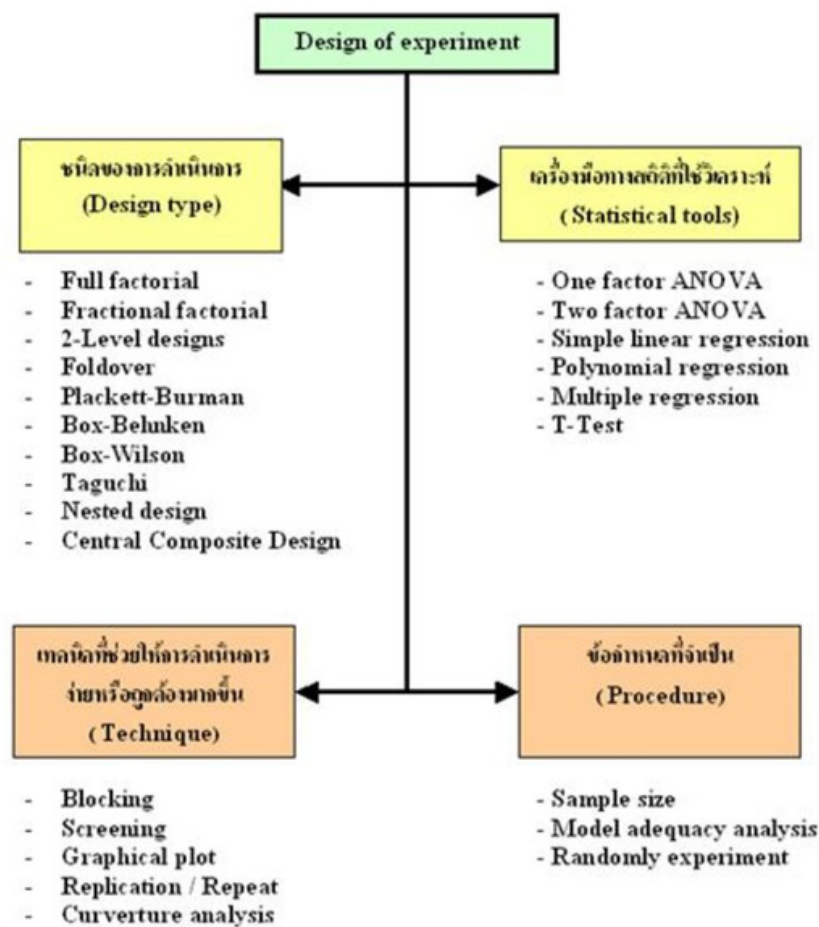 Design of experiment
ชนิดของการดำเนินการ
(Design type)
- Full factorial
- Fractional factorial
- 2-Level designs
- Foldover
- Plackett-Burman
- Box-Behnken
- Box-Wilson
- Taguchi
- Nested design
- Central Composite Design
เครื่องมือทางสถิติที่ใช้วิเคราะห์
( Statistical tools)
- One factor ANOVA
- Two factor ANOVA
- Simple linear regression
- Polynomial regression
- Multiple regression
- T-Test
เทคนิคที่ช่วยให้การดำเนินการ
ง่ายหรือถูกต้องมากขึ้น
( Technique)
- Blocking
- Screening
- Graphical plot
- Replication / Repeat
- Curverture analysis
ข้อกำหนดที่จำเป็น
( Procedure)
- Sample size
- Model adequacy analysis
- Randomly experiment